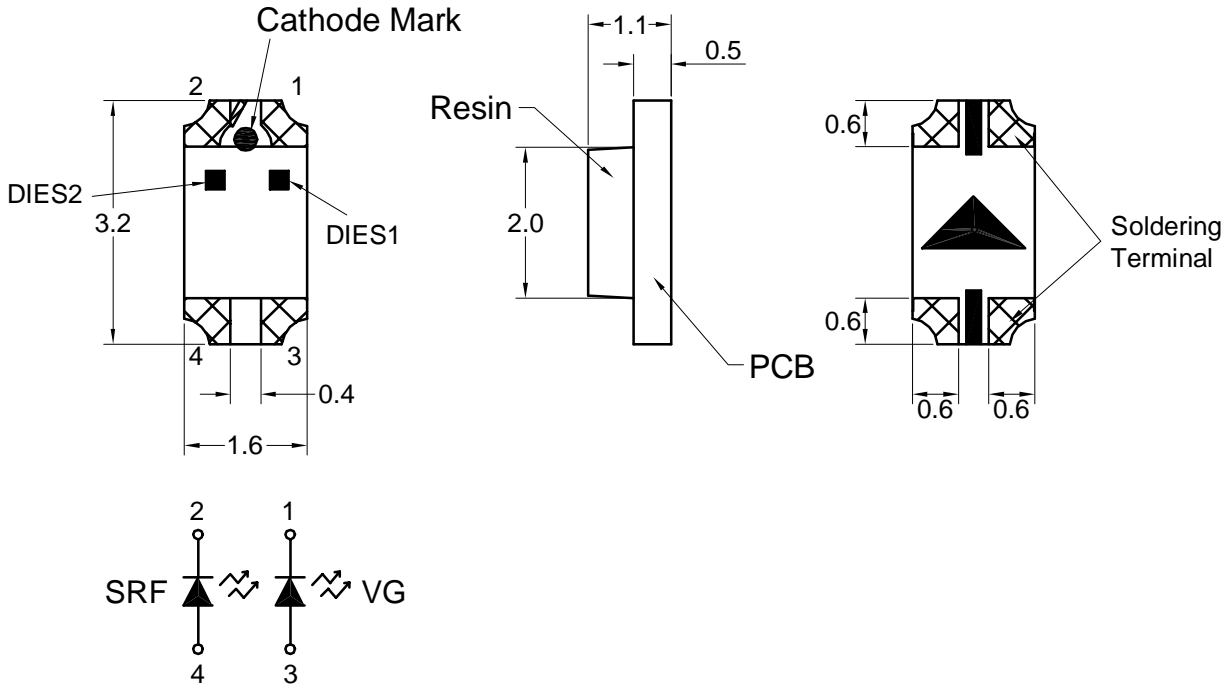 Cathode Mark
2
1
DIES2
3.2
DIES1
4
3
0.4
1.6
1.1
0.5
Resin
2.0
PCB
0.6
0.6
Soldering
Terminal
0.6
0.6
2
1
SRF
VG
4
3